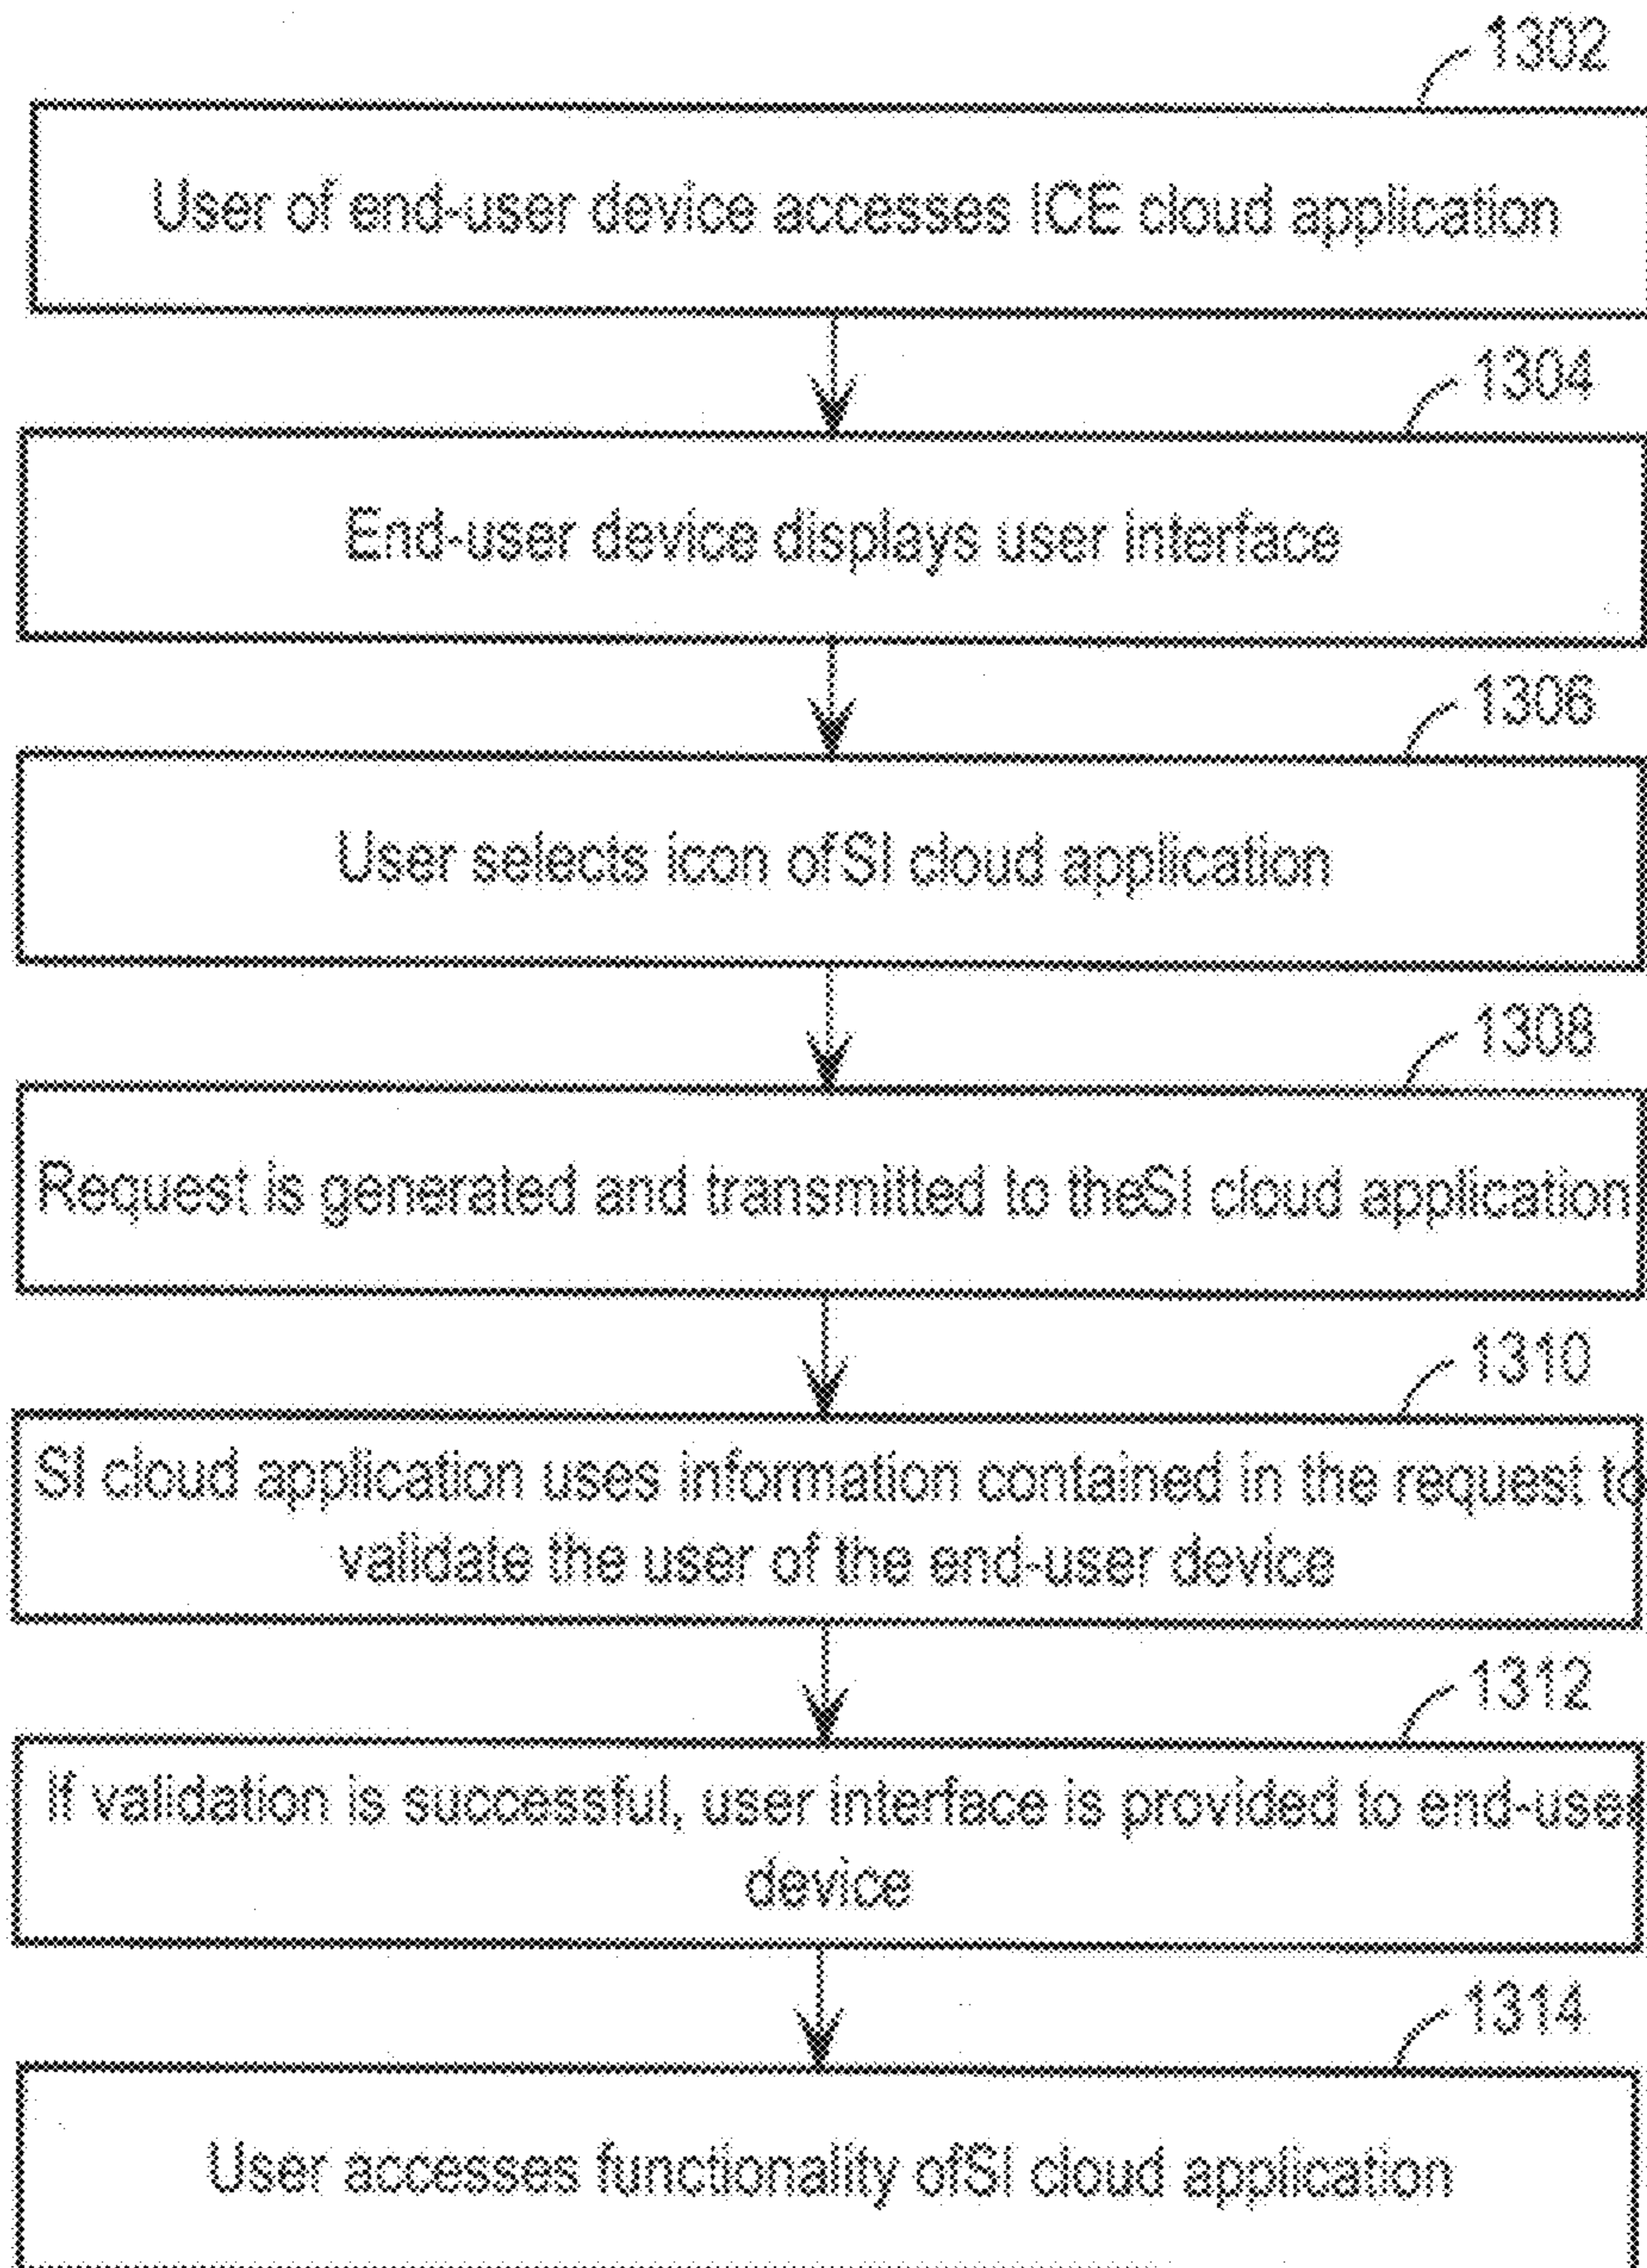 1302
User of end-user device accesses ICE cloud application
1304
End-user device displays user interface
1306
User selects icon ofSI cloud application
1308
Request is generated and transmitted to theSI cloud application
1310
SI cloud application uses information contained in the request to
validate the user of the end-user device
1312
If validation is successful, user interface is provided to end-user
device
1314
User accesses functionality ofSI cloud application